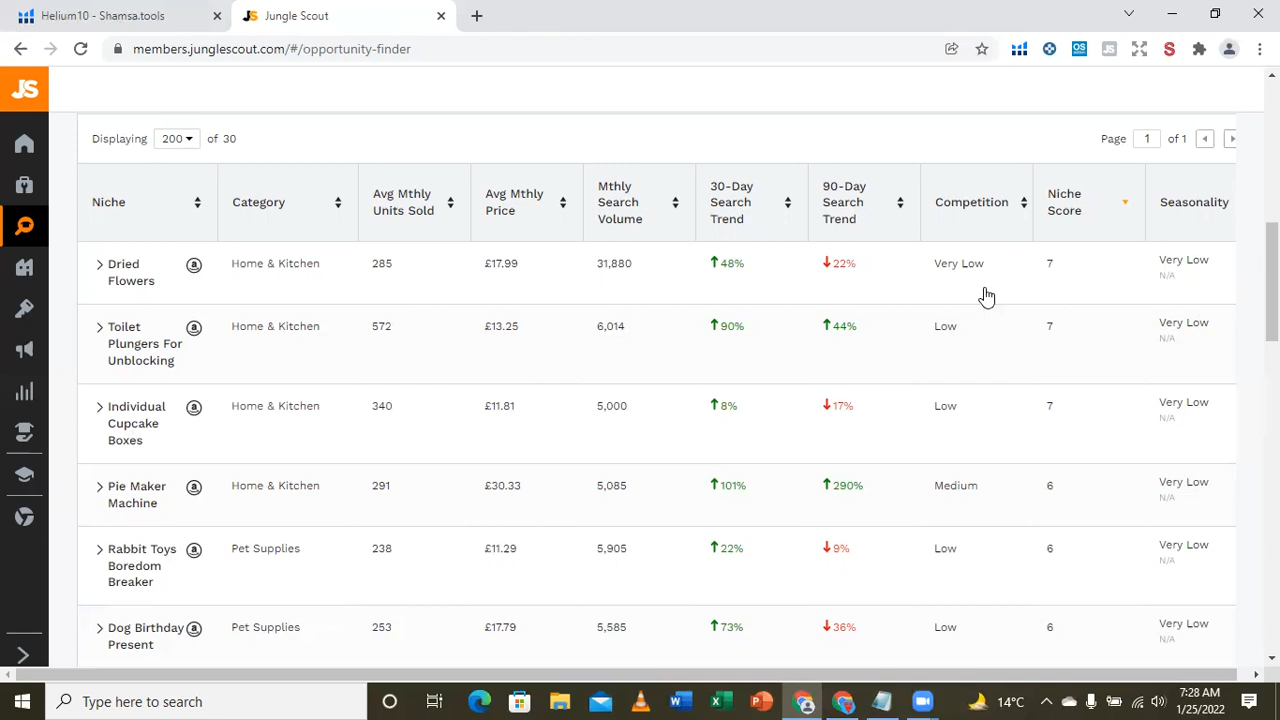 Helium10 - Shamsa.tools
Jungle Scout
members.junglescout.com/#/opportunity-finder
JS
Displaying 200 of 30
Page 1 of 1
Niche
Category
Avg Mthly
Units Sold
Avg Mthly
Price
Mthly
Search
Volume
30-Day
Search
Trend
90-Day
Search
Trend
Competition
Niche
Score
Seasonality
Dried
Flowers
Home & Kitchen
285
£17.99
31,880
48%
22%
Very Low
7
Very Low
N/A
Toilet
Plungers For
Unblocking
Home & Kitchen
572
£13.25
6,014
90%
44%
Low
7
Very Low
N/A
Individual
Cupcake
Boxes
Home & Kitchen
340
£11.81
5,000
8%
17%
Low
7
Very Low
N/A
Pie Maker
Machine
Home & Kitchen
291
£30.33
5,085
101%
290%
Medium
6
Very Low
N/A
Rabbit Toys
Boredom
Breaker
Pet Supplies
238
£11.29
5,905
22%
9%
Low
6
Very Low
N/A
Dog Birthday
Present
Pet Supplies
253
£17.79
5,585
73%
36%
Low
6
Very Low
N/A
Type here to search
14°C
7:28 AM
1/25/2022